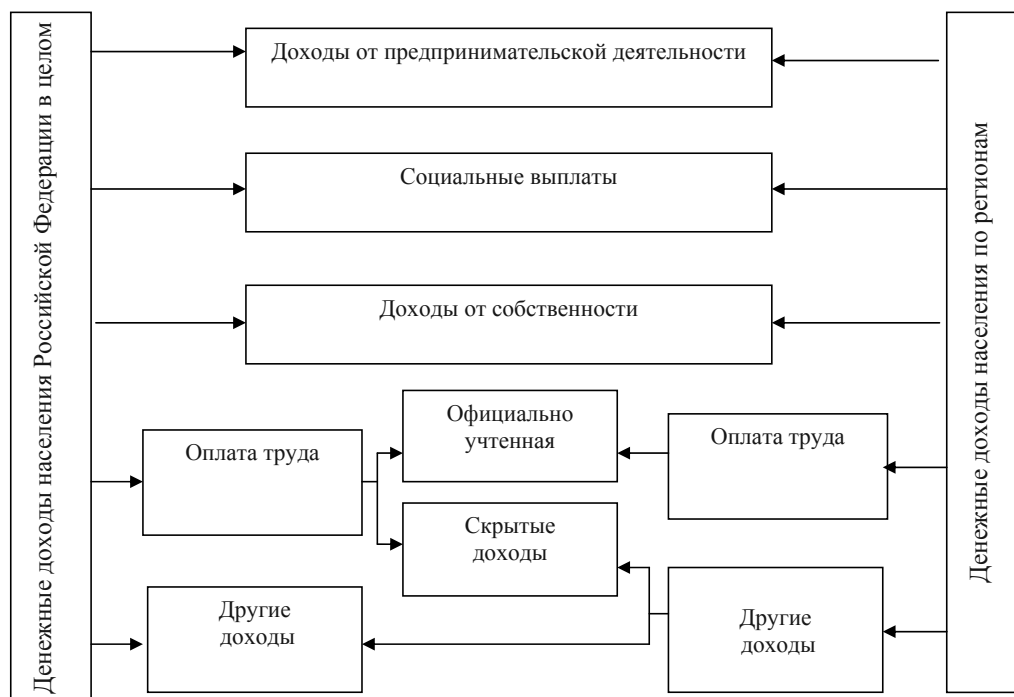 Денежные доходы населения Российской Федерации в целом
Доходы от предпринимательской деятельности
Социальные выплаты
Доходы от собственности
Оплата труда
Официально
учтенная
Оплата труда
Скрытые
доходы
Другие
доходы
Другие
доходы
Денежные доходы населения по регионам